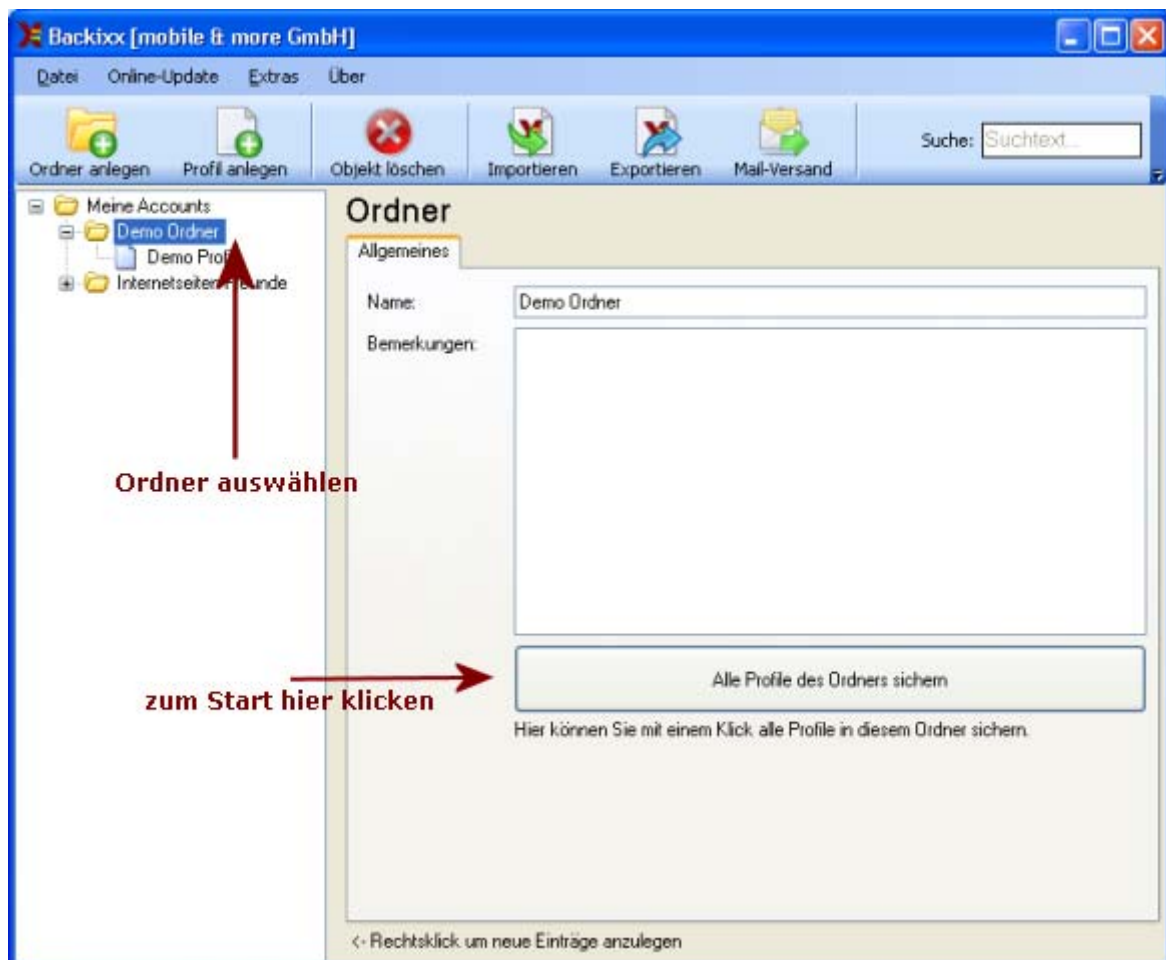 Backixx [mobile & more GmbH]
Datei Online-Update Extras Über
Ordner anlegen Profil anlegen Objekt löschen Importieren Exportieren Mail-Versand Suche: Suchtext...
Meine Accounts
Demo Ordner
Demo
Internetseiten
Ordner auswählen
Ordner
Allgemeines
Name: Demo Ordner
Bemerkungen:
zum Start hier klicken
Alle Profile des Ordners sichern
Hier können Sie mit einem Klick alle Profile in diesem Ordner sichern.
<- Rechtsklick um neue Einträge anzulegen